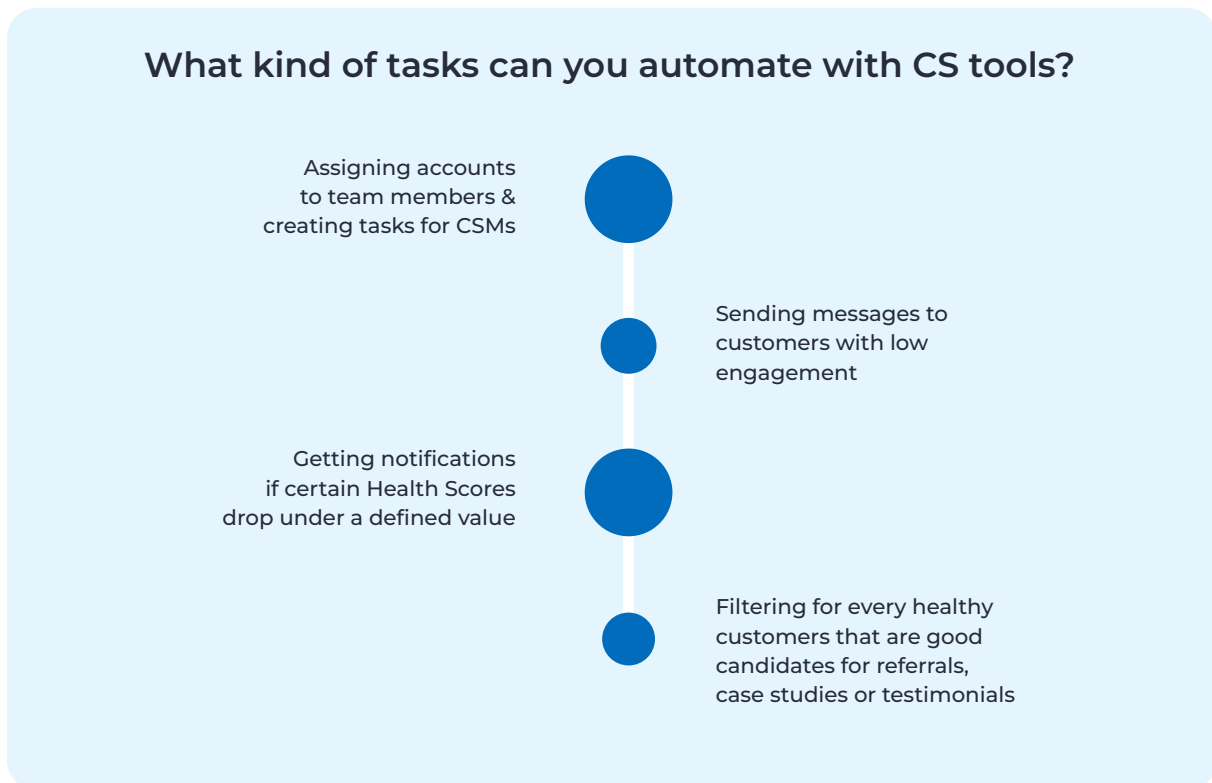 What kind of tasks can you automate with CS tools?
Assigning accounts
to team members &
creating tasks for CSMs
Sending messages to
customers with low
engagement
Getting notifications
if certain Health Scores
drop under a defined value
Filtering for every healthy
customers that are good
candidates for referrals,
case studies or testimonials